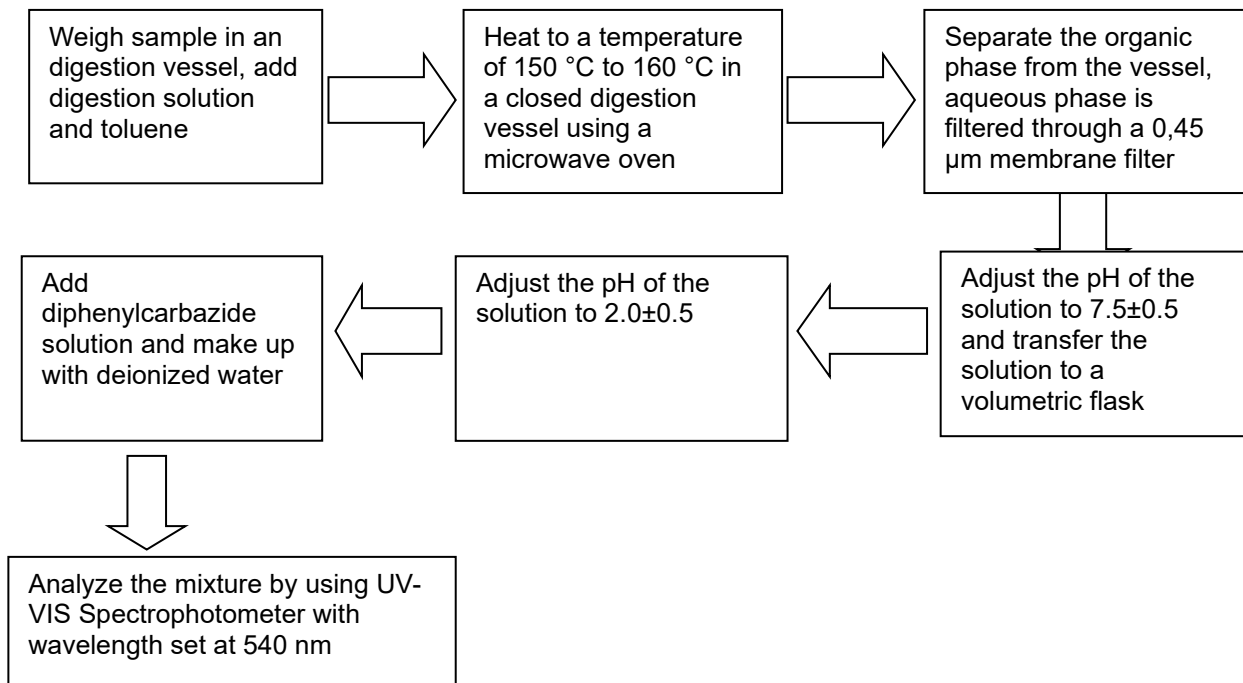 Weigh sample in an
digestion vessel, add
digestion solution
and toluene
Heat to a temperature
of 150 °C to 160 °C in
a closed digestion
vessel using a
microwave oven
Separate the organic
phase from the vessel,
aqueous phase is
filtered through a 0,45
µm membrane filter
Adjust the pH of the
solution to 7.5±0.5
and transfer the
solution to a
volumetric flask
Adjust the pH of the
solution to 2.0±0.5
Add
diphenylcarbazide
solution and make up
with deionized water
Analyze the mixture by using UV-
VIS Spectrophotometer with
wavelength set at 540 nm